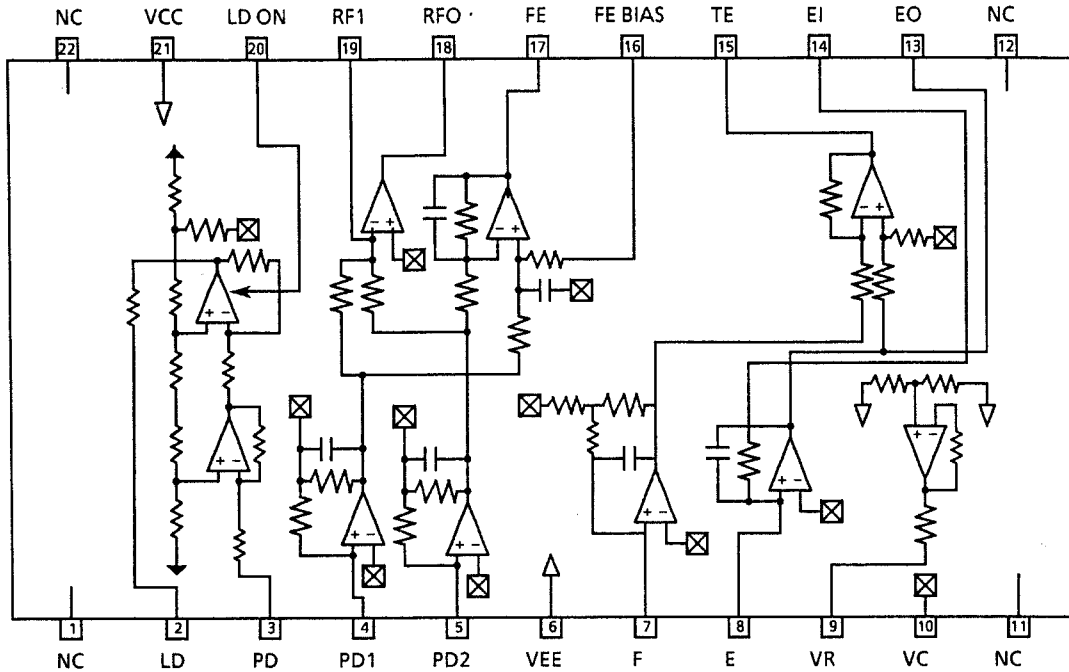 NC VCC LD ON RF1 RFO FE FE BIAS TE EI EO NC
22 21 20 19 18 17 16 15 14 13 12
- +
- +
- +
+ -
+ -
+ -
+ -
+ -
+ -
+ -
1 2 3 4 5 6 7 8 9 10 11
NC LD PD PD1 PD2 VEE F E VR VC NC